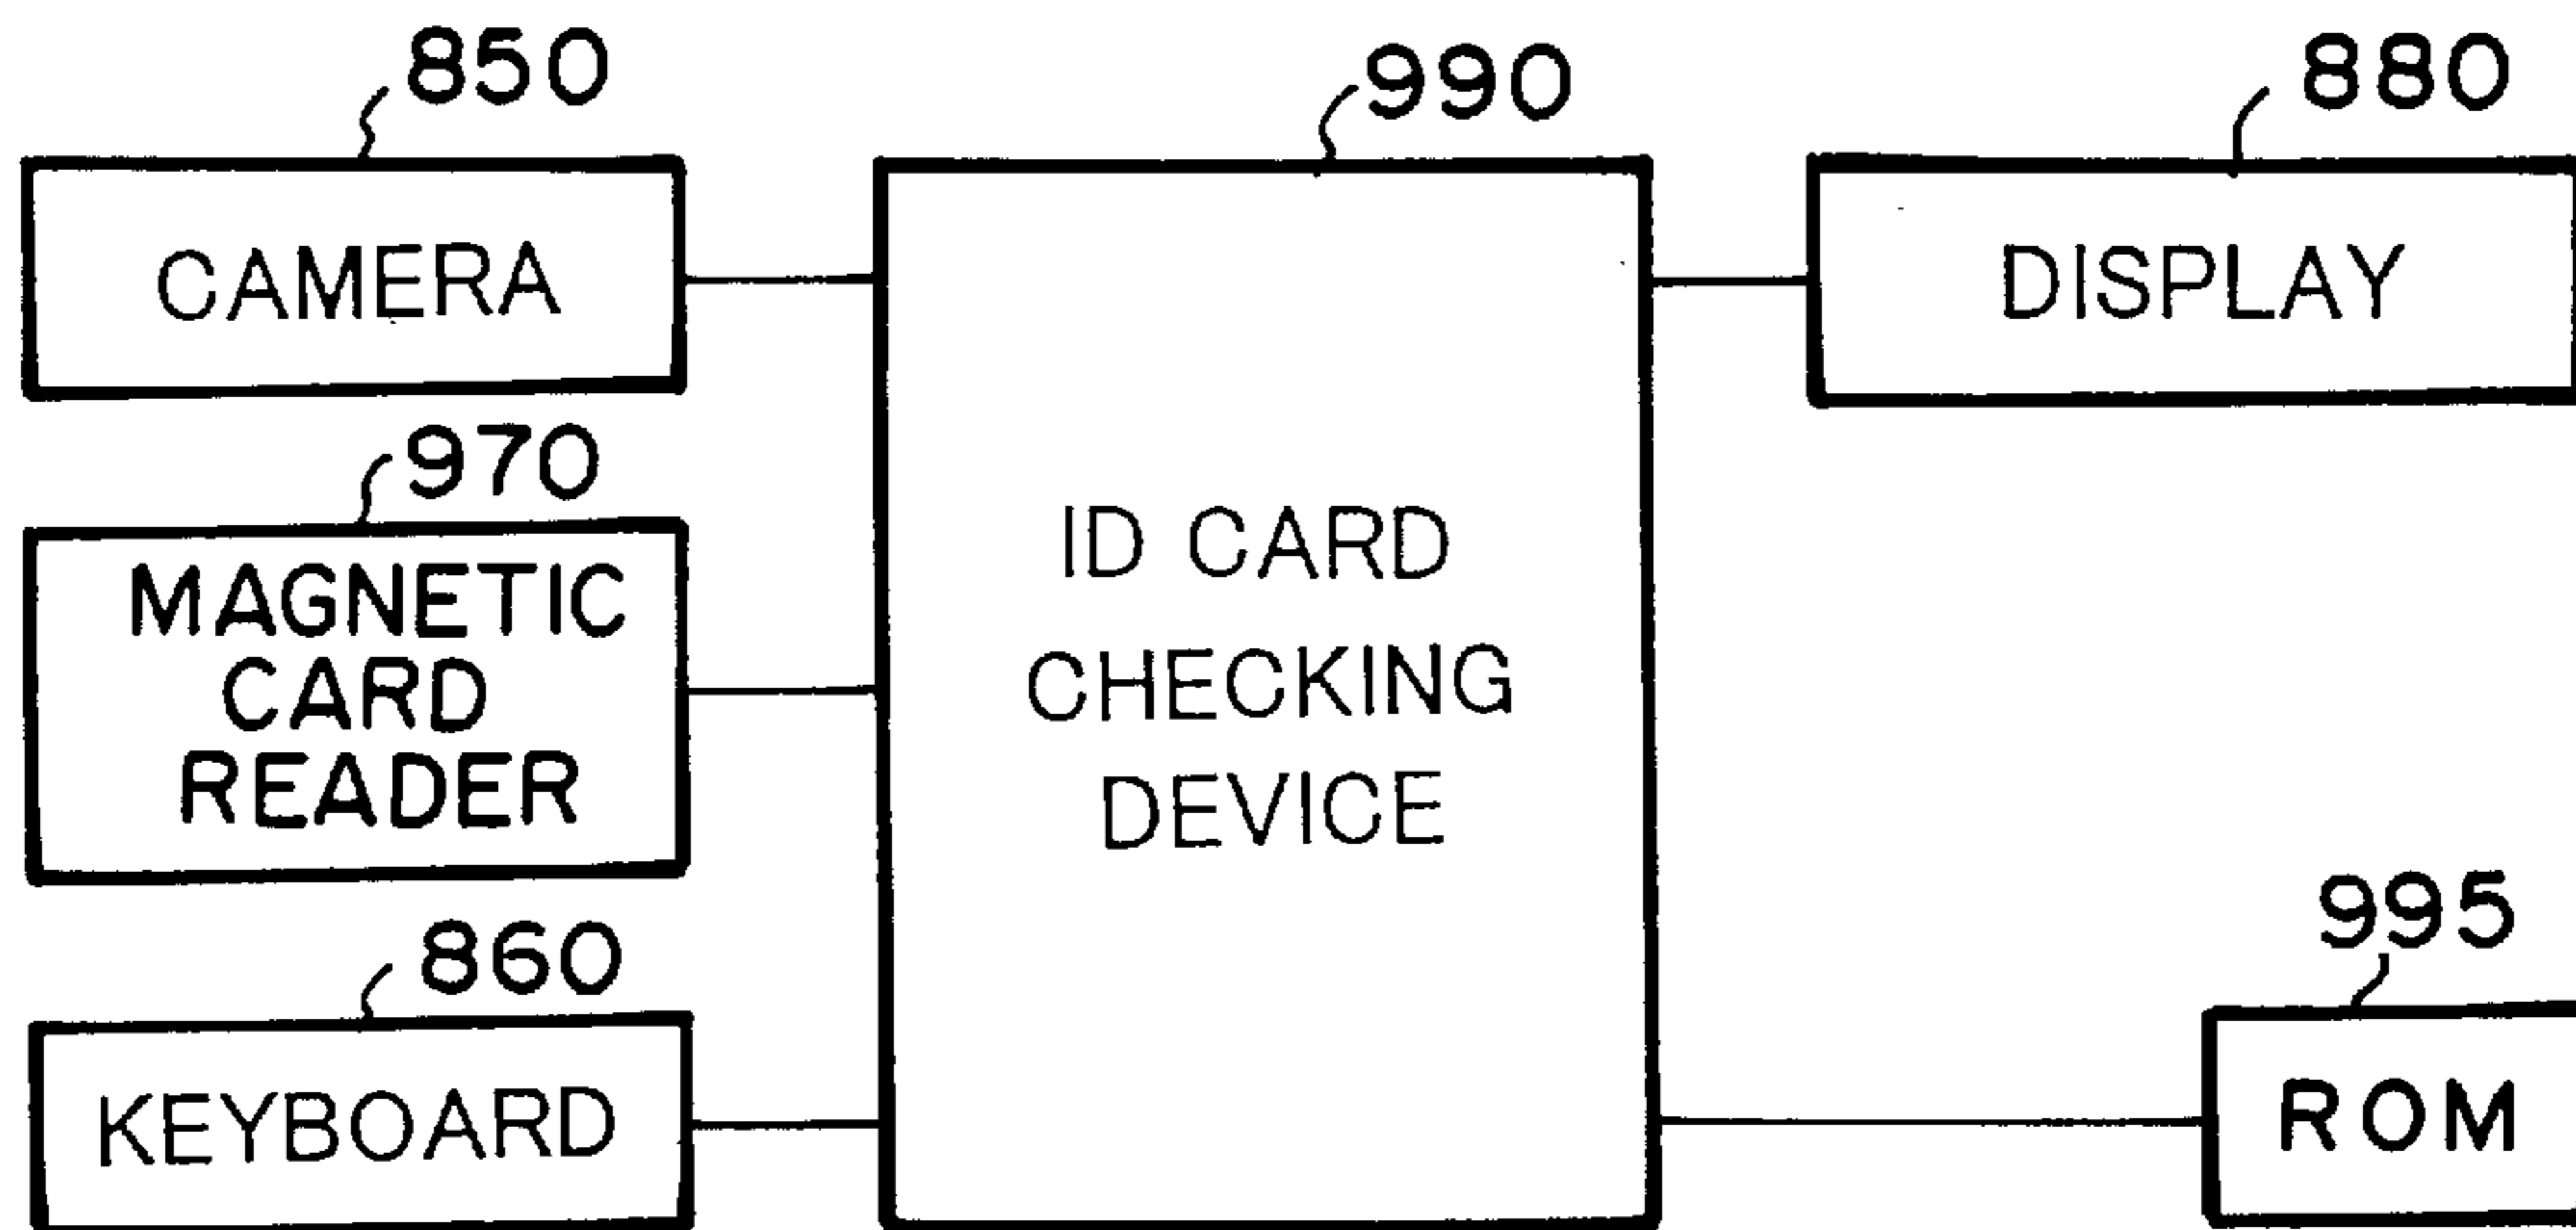 850
CAMERA
970
MAGNETIC
CARD
READER
860
KEYBOARD
990
ID CARD
CHECKING
DEVICE
880
DISPLAY
995
ROM